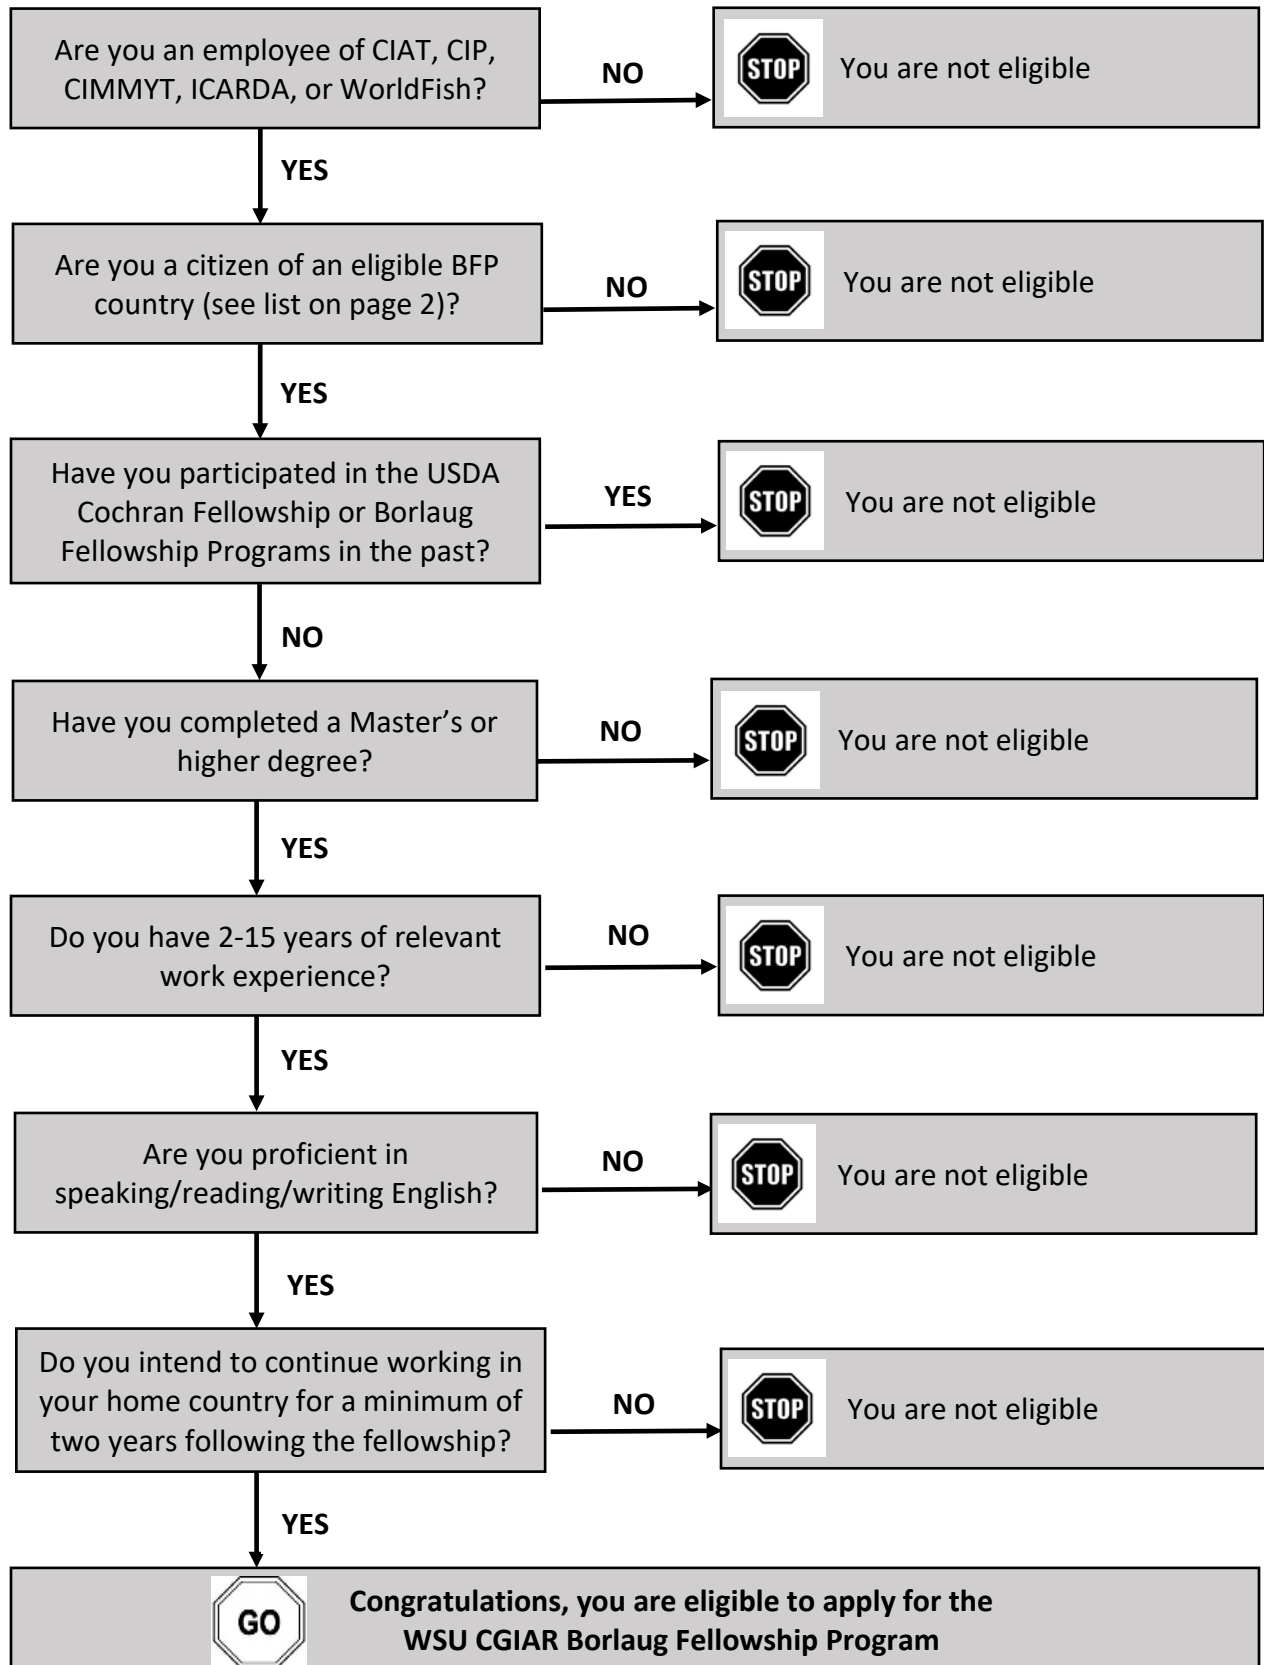 Are you an employee of CIAT, CIP,
CIMMYT, ICARDA, or WorldFish?
NO
STOP
You are not eligible
YES
Are you a citizen of an eligible BFP
country (see list on page 2)?
NO
STOP
You are not eligible
YES
Have you participated in the USDA
Cochran Fellowship or Borlaug
Fellowship Programs in the past?
YES
STOP
You are not eligible
NO
Have you completed a Master’s or
higher degree?
NO
STOP
You are not eligible
YES
Do you have 2-15 years of relevant
work experience?
NO
STOP
You are not eligible
YES
Are you proficient in
speaking/reading/writing English?
NO
STOP
You are not eligible
YES
Do you intend to continue working in
your home country for a minimum of
two years following the fellowship?
NO
STOP
You are not eligible
YES
GO
Congratulations, you are eligible to apply for the
WSU CGIAR Borlaug Fellowship Program